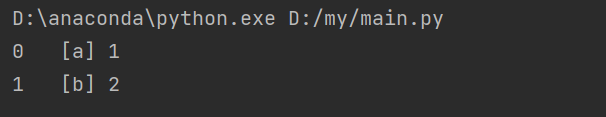 D:\anaconda\python.exe D:/my/main.py
0   [a] 1
1   [b] 2